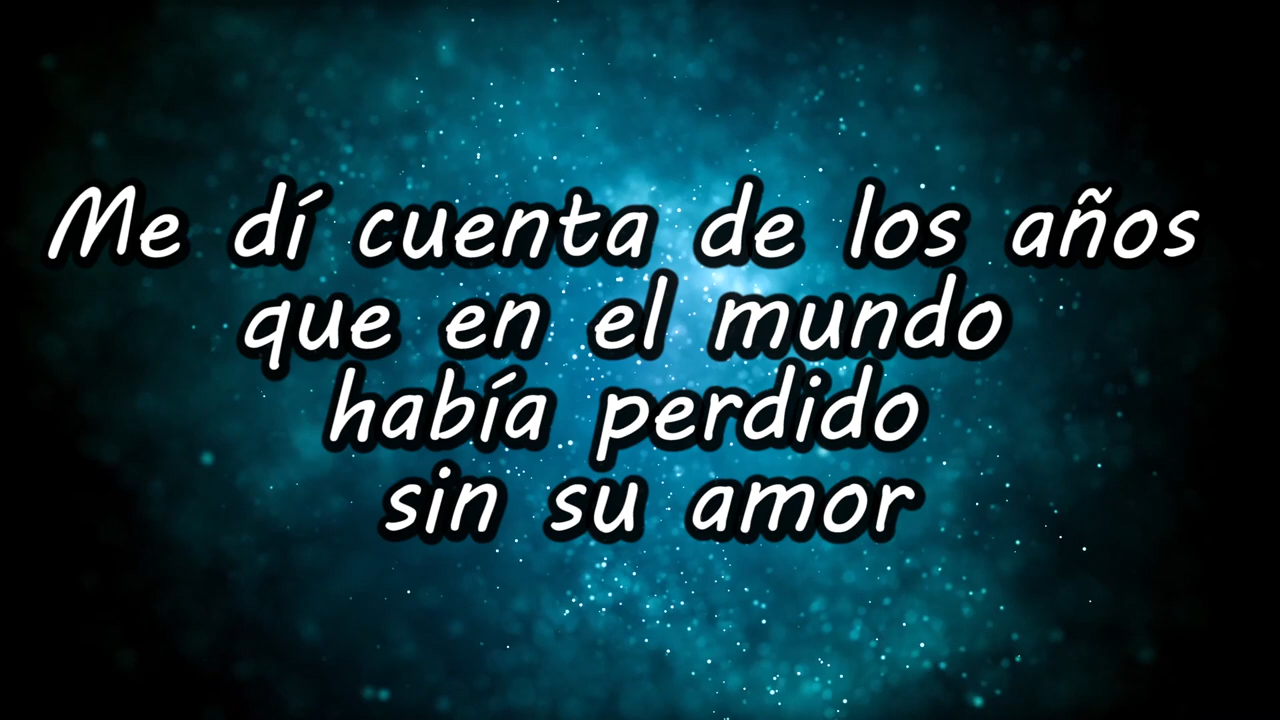 Me dí cuenta de los años
que en el mundo
había perdido
sin su amor